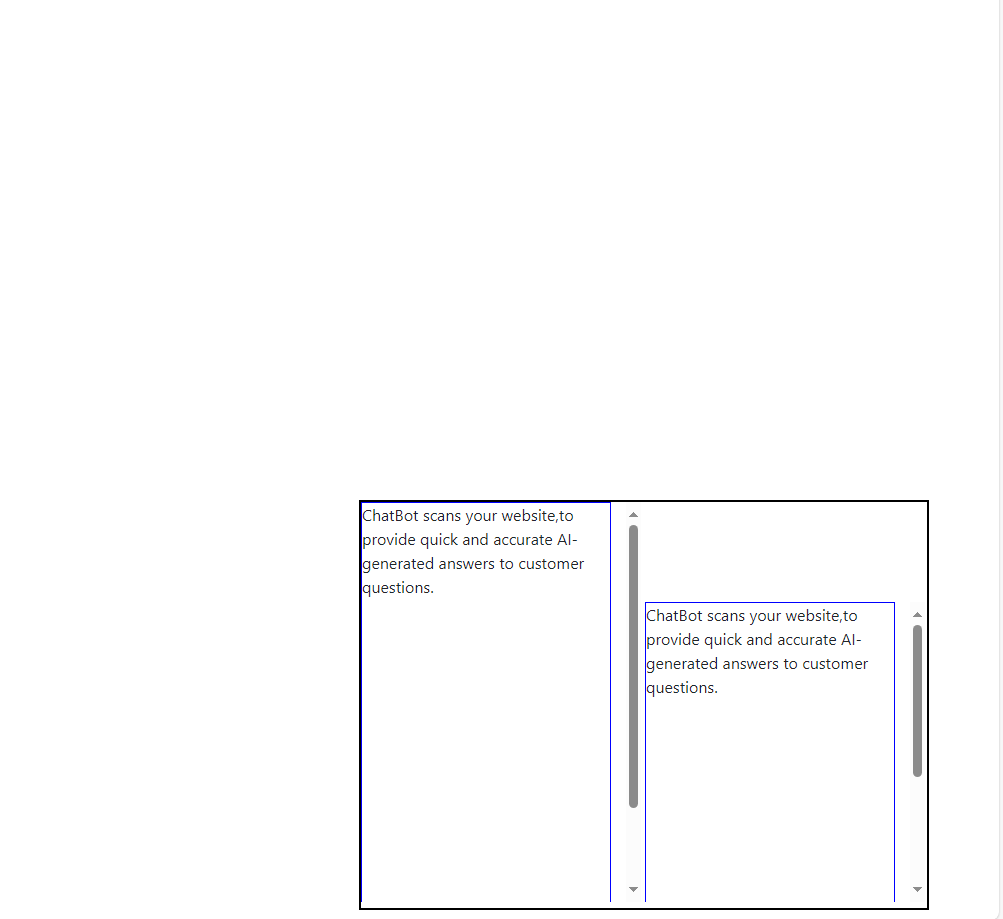 ChatBot scans your website,to
provide quick and accurate AI-
generated answers to customer
questions.
ChatBot scans your website,to
provide quick and accurate AI-
generated answers to customer
questions.